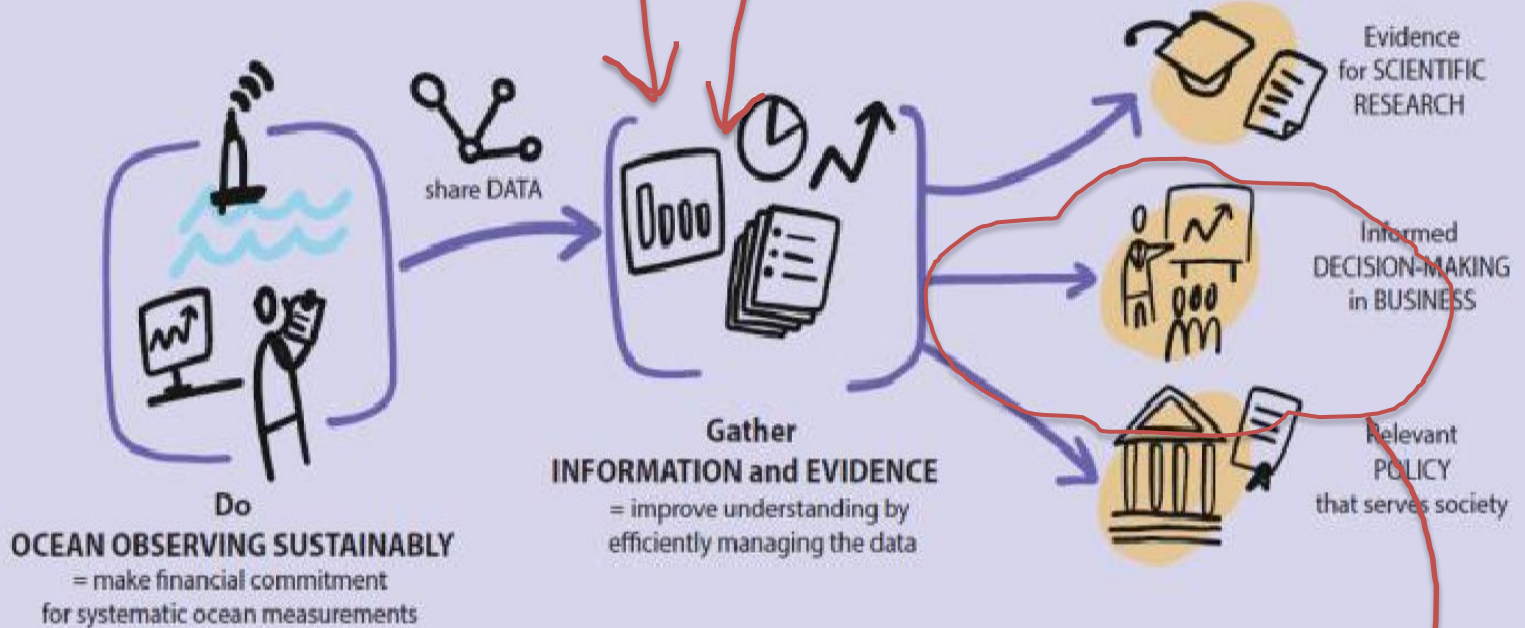 Do
OCEAN OBSERVING SUSTAINABLY
= make financial commitment
for systematic ocean measurements
share DATA
Gather
INFORMATION and EVIDENCE
= improve understanding by
efficiently managing the data
Evidence
for SCIENTIFIC
RESEARCH
Informed
DECISION-MAKING
in BUSINESS
Relevant
POLICY
that serves society